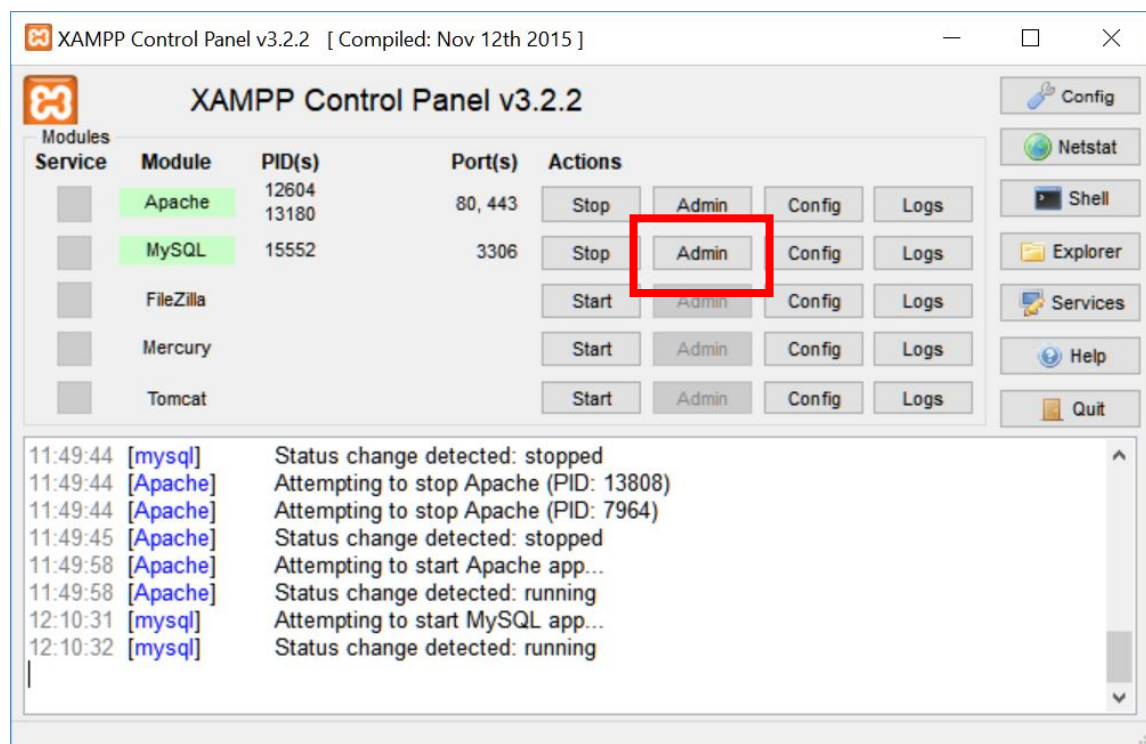 XAMPP Control Panel v3.2.2 [ Compiled: Nov 12th 2015 ]
XAMPP Control Panel v3.2.2
Config
Modules
Netstat
Service Module PID(s) Port(s) Actions
Apache 12604 13180 80, 443 Stop Admin Config Logs
Shell
MySQL 15552 3306 Stop Admin Config Logs
Explorer
FileZilla Start Admin Config Logs
Services
Mercury Start Admin Config Logs
Help
Tomcat Start Admin Config Logs
Quit
11:49:44 [mysql] Status change detected: stopped
11:49:44 [Apache] Attempting to stop Apache (PID: 13808)
11:49:44 [Apache] Attempting to stop Apache (PID: 7964)
11:49:45 [Apache] Status change detected: stopped
11:49:58 [Apache] Attempting to start Apache app...
11:49:58 [Apache] Status change detected: running
12:10:31 [mysql] Attempting to start MySQL app...
12:10:32 [mysql] Status change detected: running